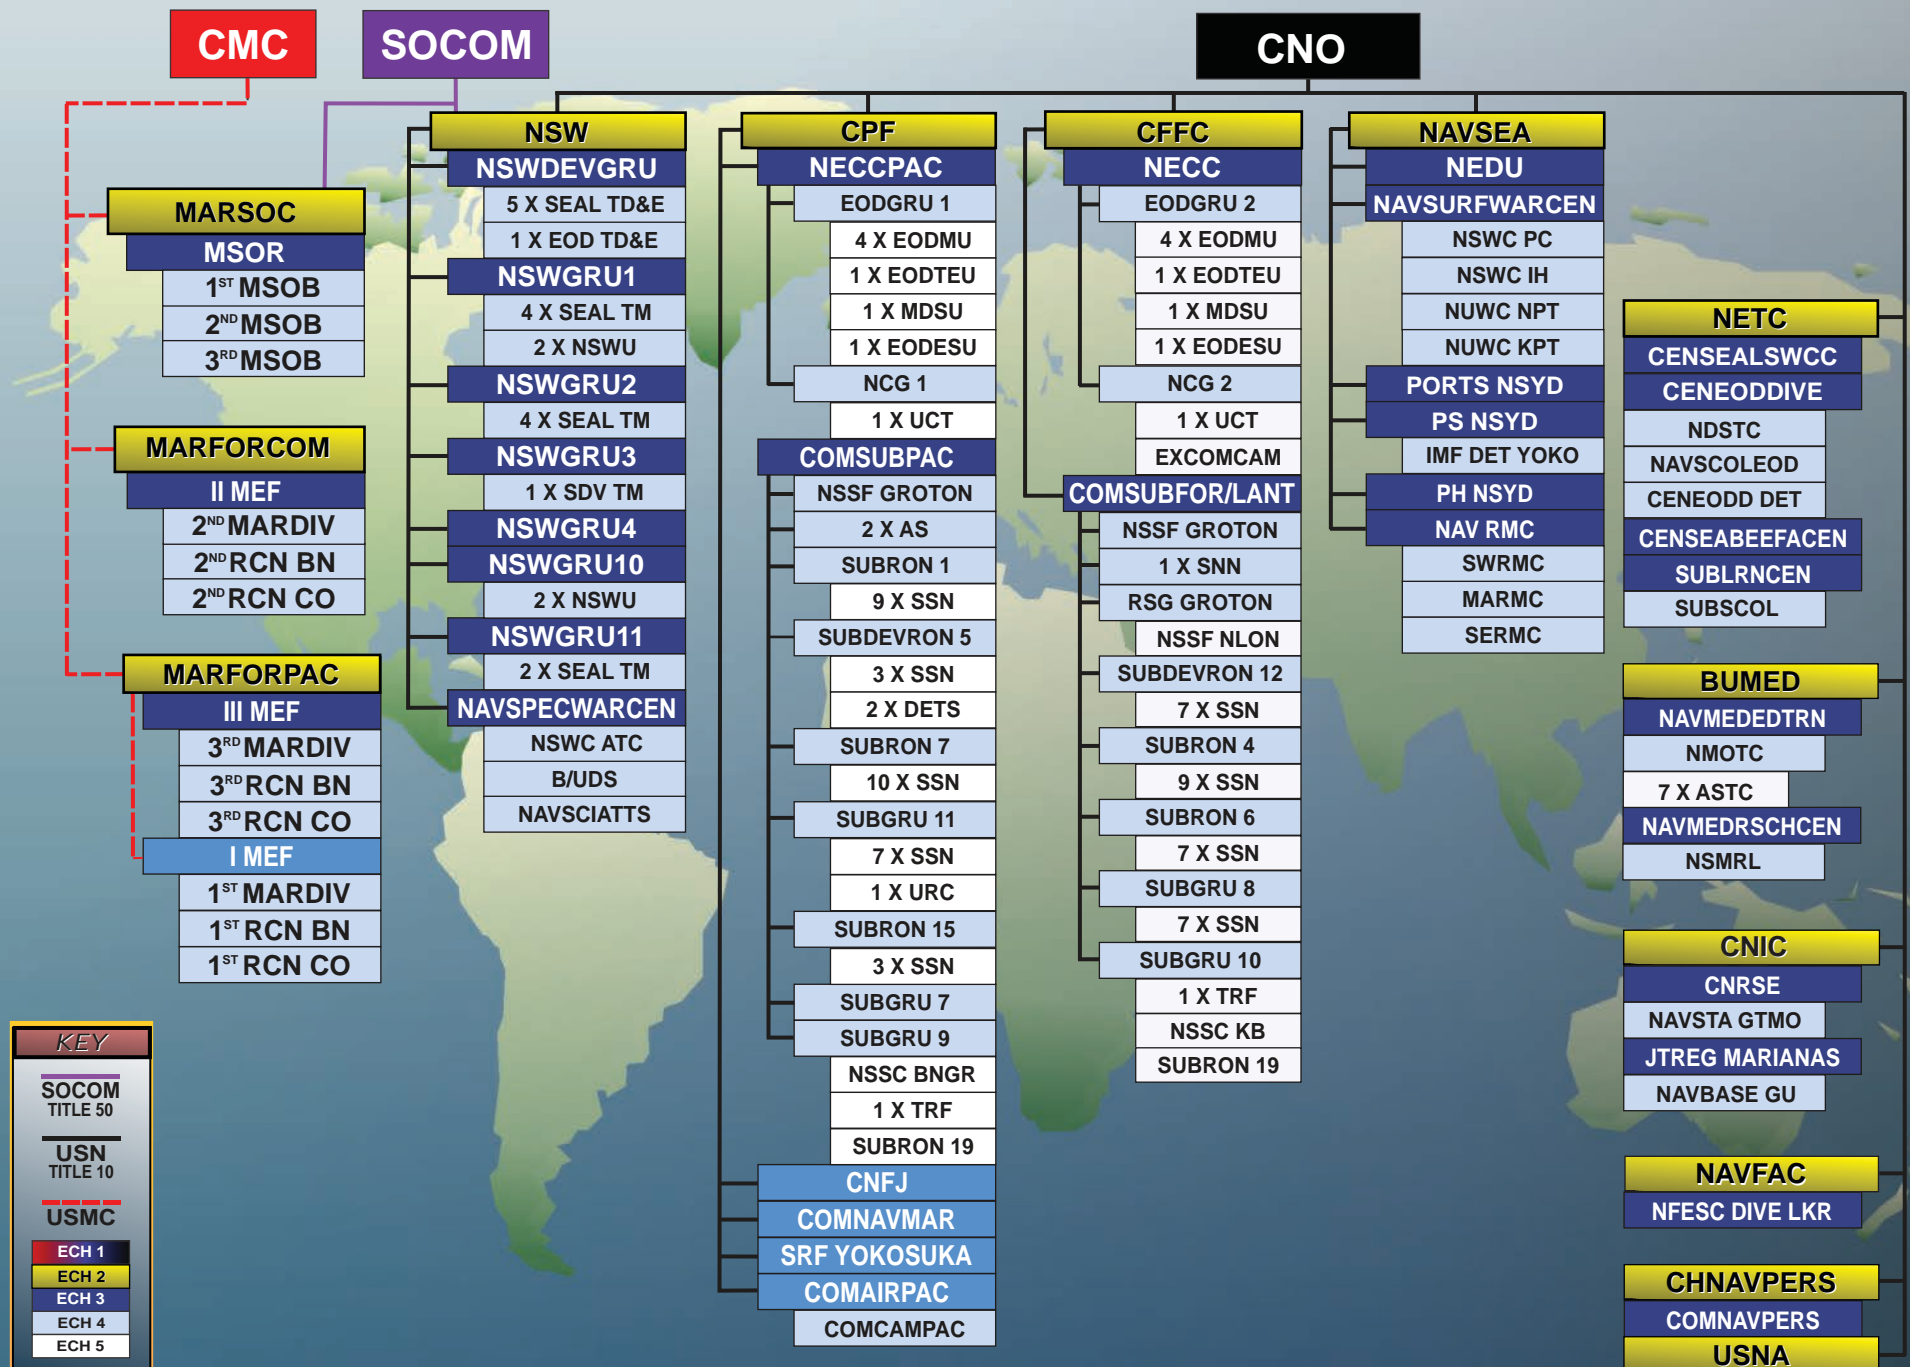 CMC
SOCOM
CNO
MARSOC
MSOR
1ST MSOB
2ND MSOB
3RD MSOB
MARFORCOM
II MEF
2ND MARDIV
2ND RCN BN
2ND RCN CO
MARFORPAC
III MEF
3RD MARDIV
3RD RCN BN
3RD RCN CO
I MEF
1ST MARDIV
1ST RCN BN
1ST RCN CO
NSW
NSWDEVGRU
5 X SEAL TD&E
1 X EOD TD&E
NSWGRU1
4 X SEAL TM
2 X NSWU
NSWGRU2
4 X SEAL TM
NSWGRU3
1 X SDV TM
NSWGRU4
NSWGRU10
2 X NSWU
NSWGRU11
2 X SEAL TM
NAVSPECWARCEN
NSWC ATC
B/UDS
NAVSCIATTS
CPF
NECCPAC
EODGRU 1
4 X EODMU
1 X EODTEU
1 X MDSU
1 X EODESU
NCG 1
1 X UCT
COMSUBPAC
NSSF GROTON
2 X AS
SUBRON 1
9 X SSN
SUBDEVRON 5
3 X SSN
2 X DETS
SUBRON 7
10 X SSN
SUBGRU 11
7 X SSN
1 X URC
SUBRON 15
3 X SSN
SUBGRU 7
SUBGRU 9
NSSC BNGR
1 X TRF
SUBRON 19
CNFJ
COMNAVMAR
SRF YOKOSUKA
COMAIRPAC
COMCAMPAC
CFFC
NECC
EODGRU 2
4 X EODMU
1 X EODTEU
1 X MDSU
1 X EODESU
NCG 2
1 X UCT
EXCOMCAM
COMSUBFOR/LANT
NSSF GROTON
1 X SNN
RSG GROTON
NSSF NLON
SUBDEVRON 12
7 X SSN
SUBRON 4
9 X SSN
SUBRON 6
7 X SSN
SUBGRU 8
7 X SSN
SUBGRU 10
1 X TRF
NSSC KB
SUBRON 19
NAVSEA
NEDU
NAVSURFWARCEN
NSWC PC
NSWC IH
NUWC NPT
NUWC KPT
PORTS NSYD
PS NSYD
IMF DET YOKO
PH NSYD
NAV RMC
SWRMC
MARMC
SERMC
NETC
CENSEALSWCC
CENEODDIVE
NDSTC
NAVSCOLEOD
CENEODD DET
CENSEABEEFACEN
SUBLRNCEN
SUBSCOL
BUMED
NAVMEDEDTRN
NMOTC
7 X ASTC
NAVMEDRSCHCEN
NSMRL
CNIC
CNRSE
NAVSTA GTMO
JTREG MARIANAS
NAVBASE GU
NAVFAC
NFESC DIVE LKR
CHNAVPERS
COMNAVPERS
USNA
KEY
SOCOM
TITLE 50
USN
TITLE 10
USMC
ECH 1
ECH 2
ECH 3
ECH 4
ECH 5